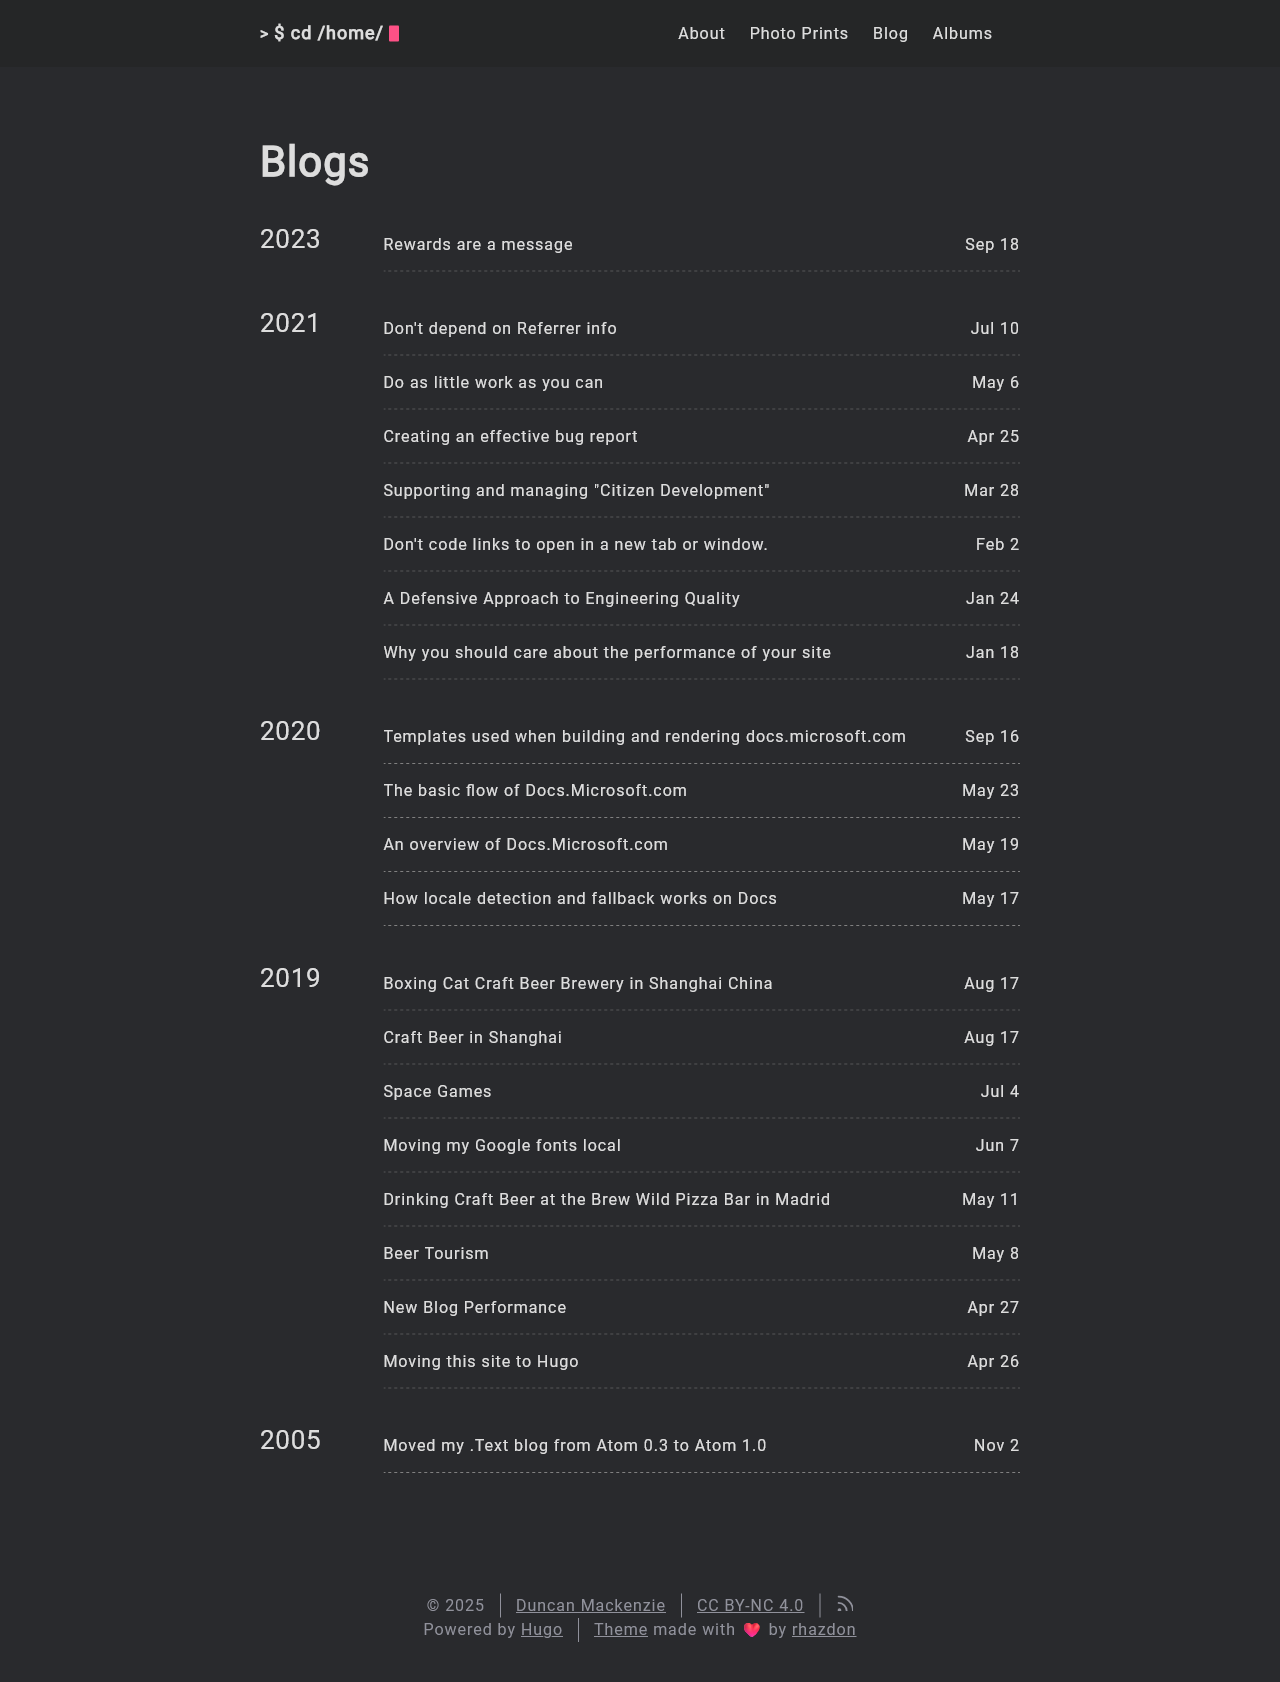 > $ cd /home/
About Photo Prints Blog Albums
Blogs
2023
Rewards are a message Sep 18
2021
Don't depend on Referrer info Jul 10
Do as little work as you can May 6
Creating an effective bug report Apr 25
Supporting and managing "Citizen Development" Mar 28
Don't code links to open in a new tab or window. Feb 2
A Defensive Approach to Engineering Quality Jan 24
Why you should care about the performance of your site Jan 18
2020
Templates used when building and rendering docs.microsoft.com Sep 16
The basic flow of Docs.Microsoft.com May 23
An overview of Docs.Microsoft.com May 19
How locale detection and fallback works on Docs May 17
2019
Boxing Cat Craft Beer Brewery in Shanghai China Aug 17
Craft Beer in Shanghai Aug 17
Space Games Jul 4
Moving my Google fonts local Jun 7
Drinking Craft Beer at the Brew Wild Pizza Bar in Madrid May 11
Beer Tourism May 8
New Blog Performance Apr 27
Moving this site to Hugo Apr 26
2005
Moved my .Text blog from Atom 0.3 to Atom 1.0 Nov 2
© 2025 Duncan Mackenzie CC BY-NC 4.0
Powered by Hugo Theme made with by rhazdon